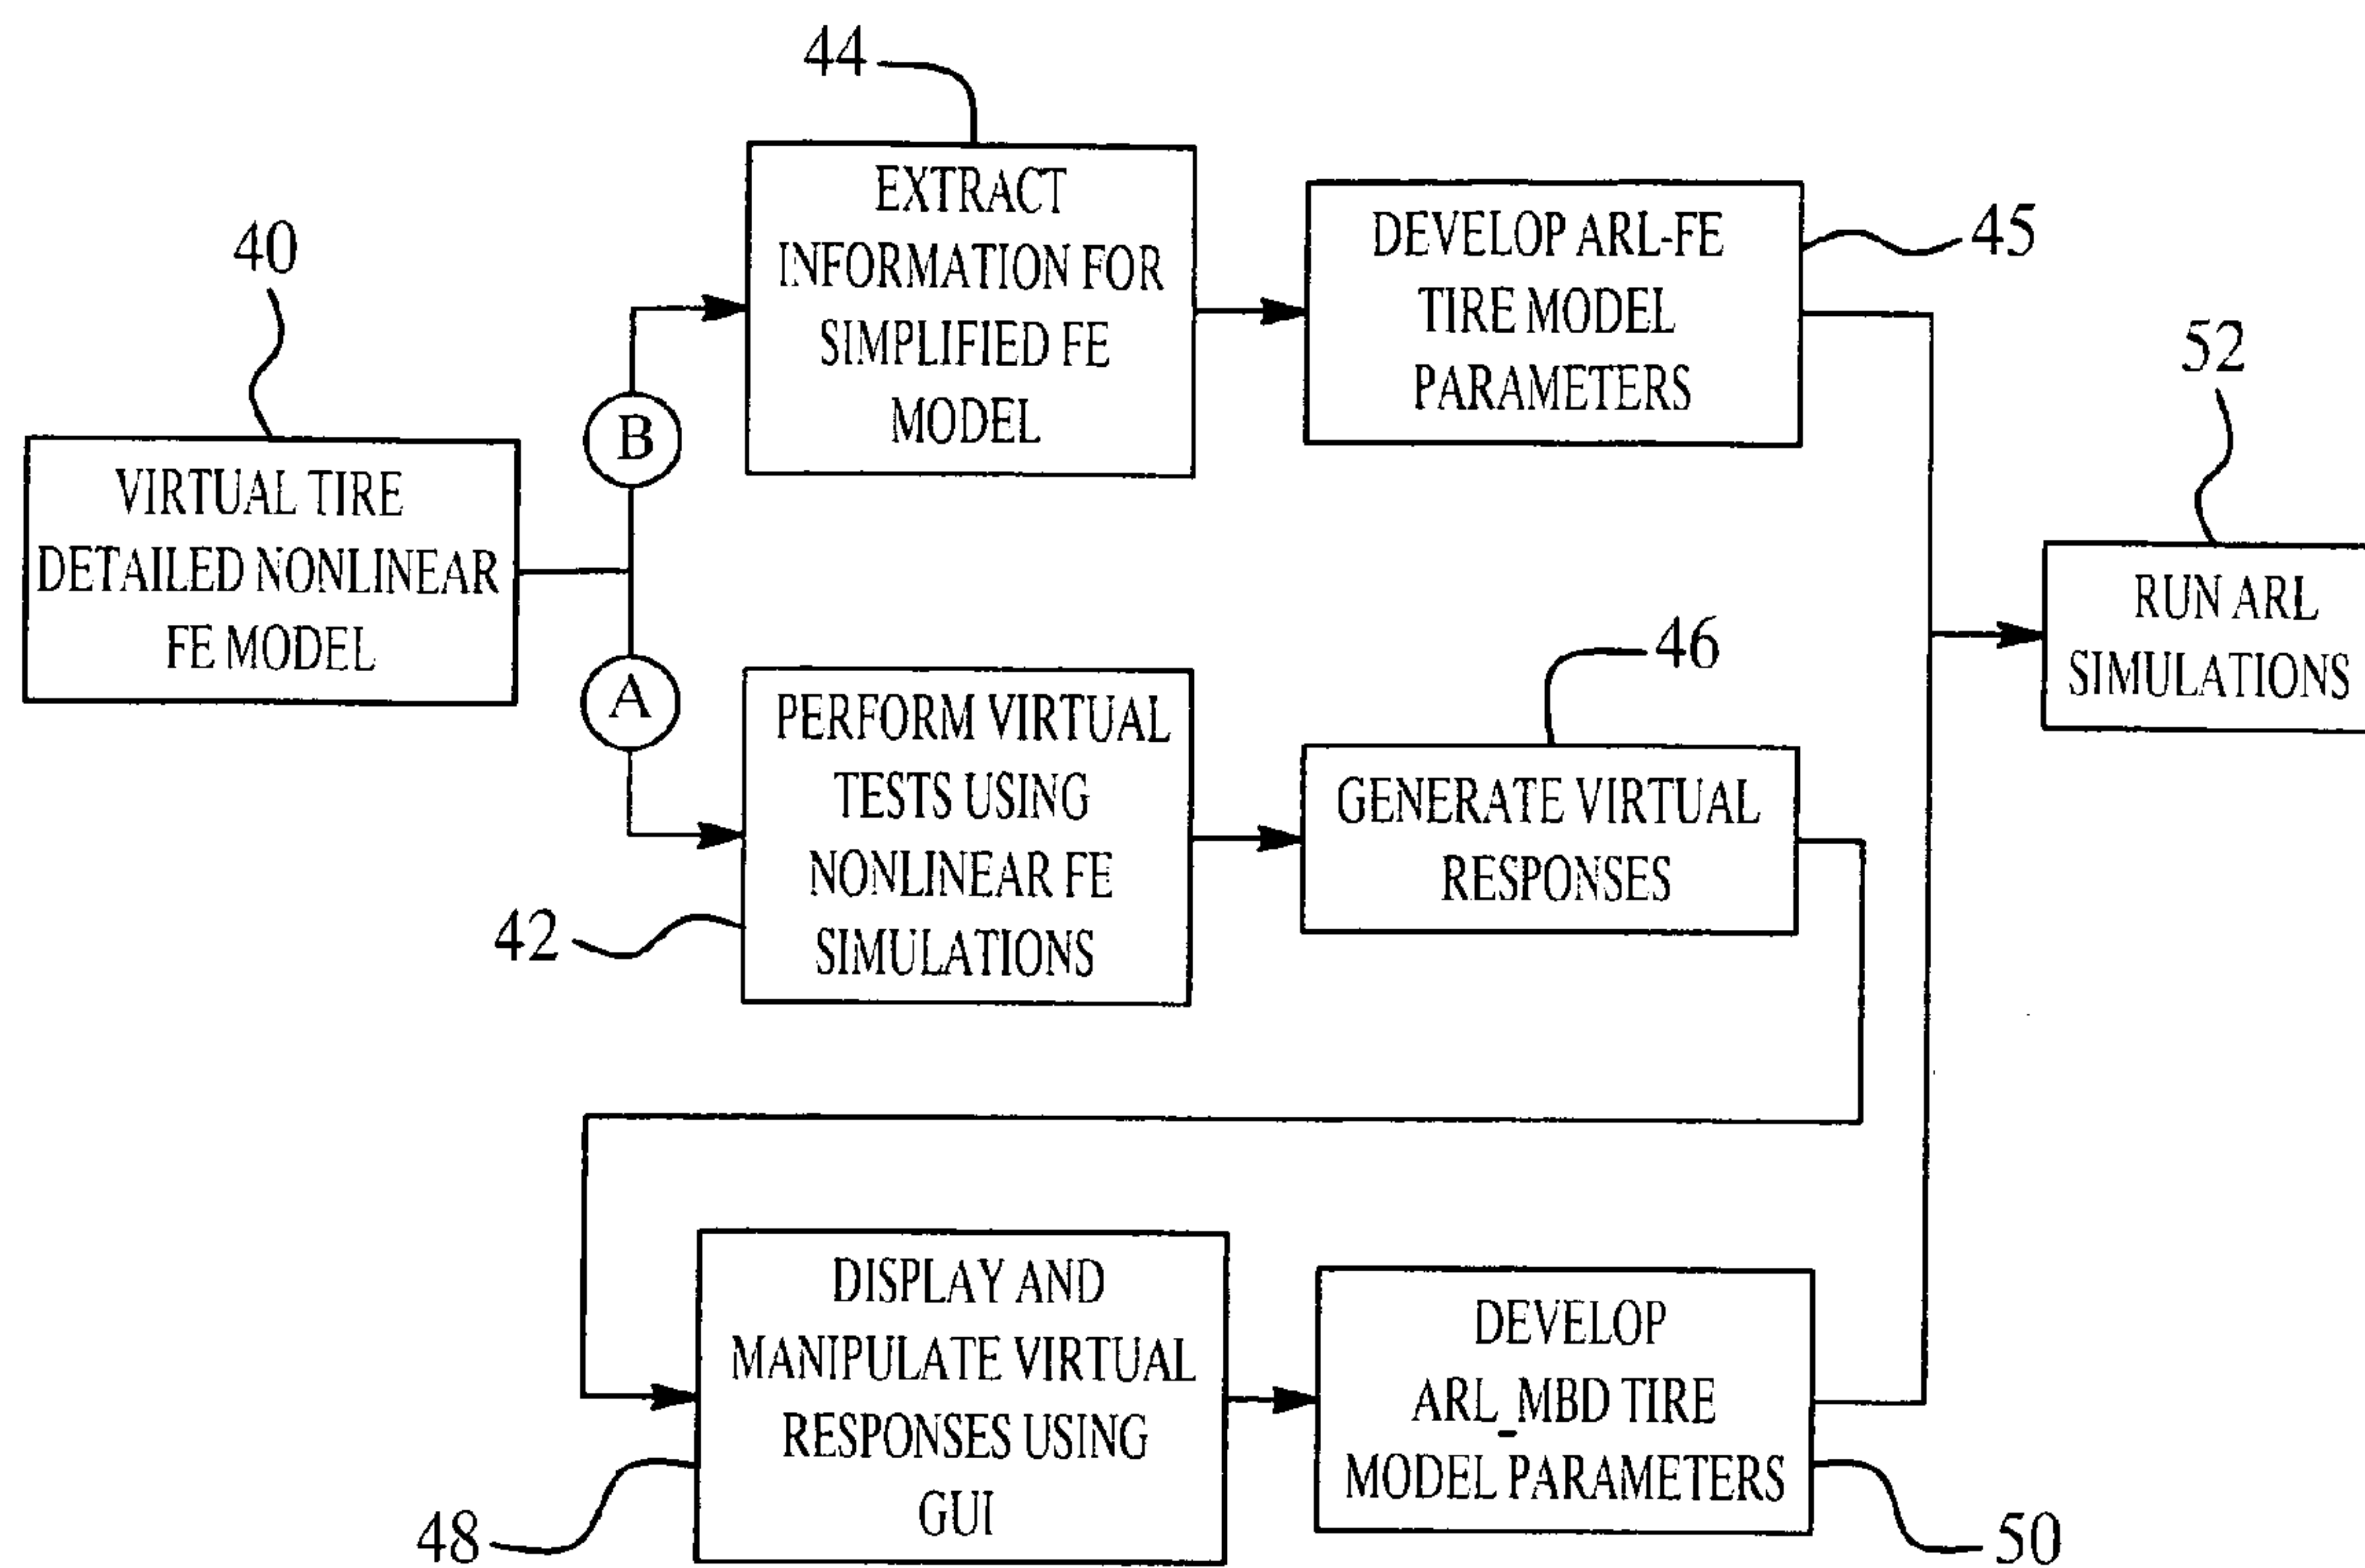 44
EXTRACT
INFORMATION FOR
SIMPLIFIED FE
MODEL
DEVELOP ARL-FE
TIRE MODEL
PARAMETERS
45
40
VIRTUAL TIRE
DETAILED NONLINEAR
FE MODEL
B
A
52
RUN ARL
SIMULATIONS
PERFORM VIRTUAL
TESTS USING
NONLINEAR FE
SIMULATIONS
42
46
GENERATE VIRTUAL
RESPONSES
DISPLAY AND
MANIPULATE VIRTUAL
RESPONSES USING
GUI
48
DEVELOP
ARL_MBD TIRE
MODEL PARAMETERS
50